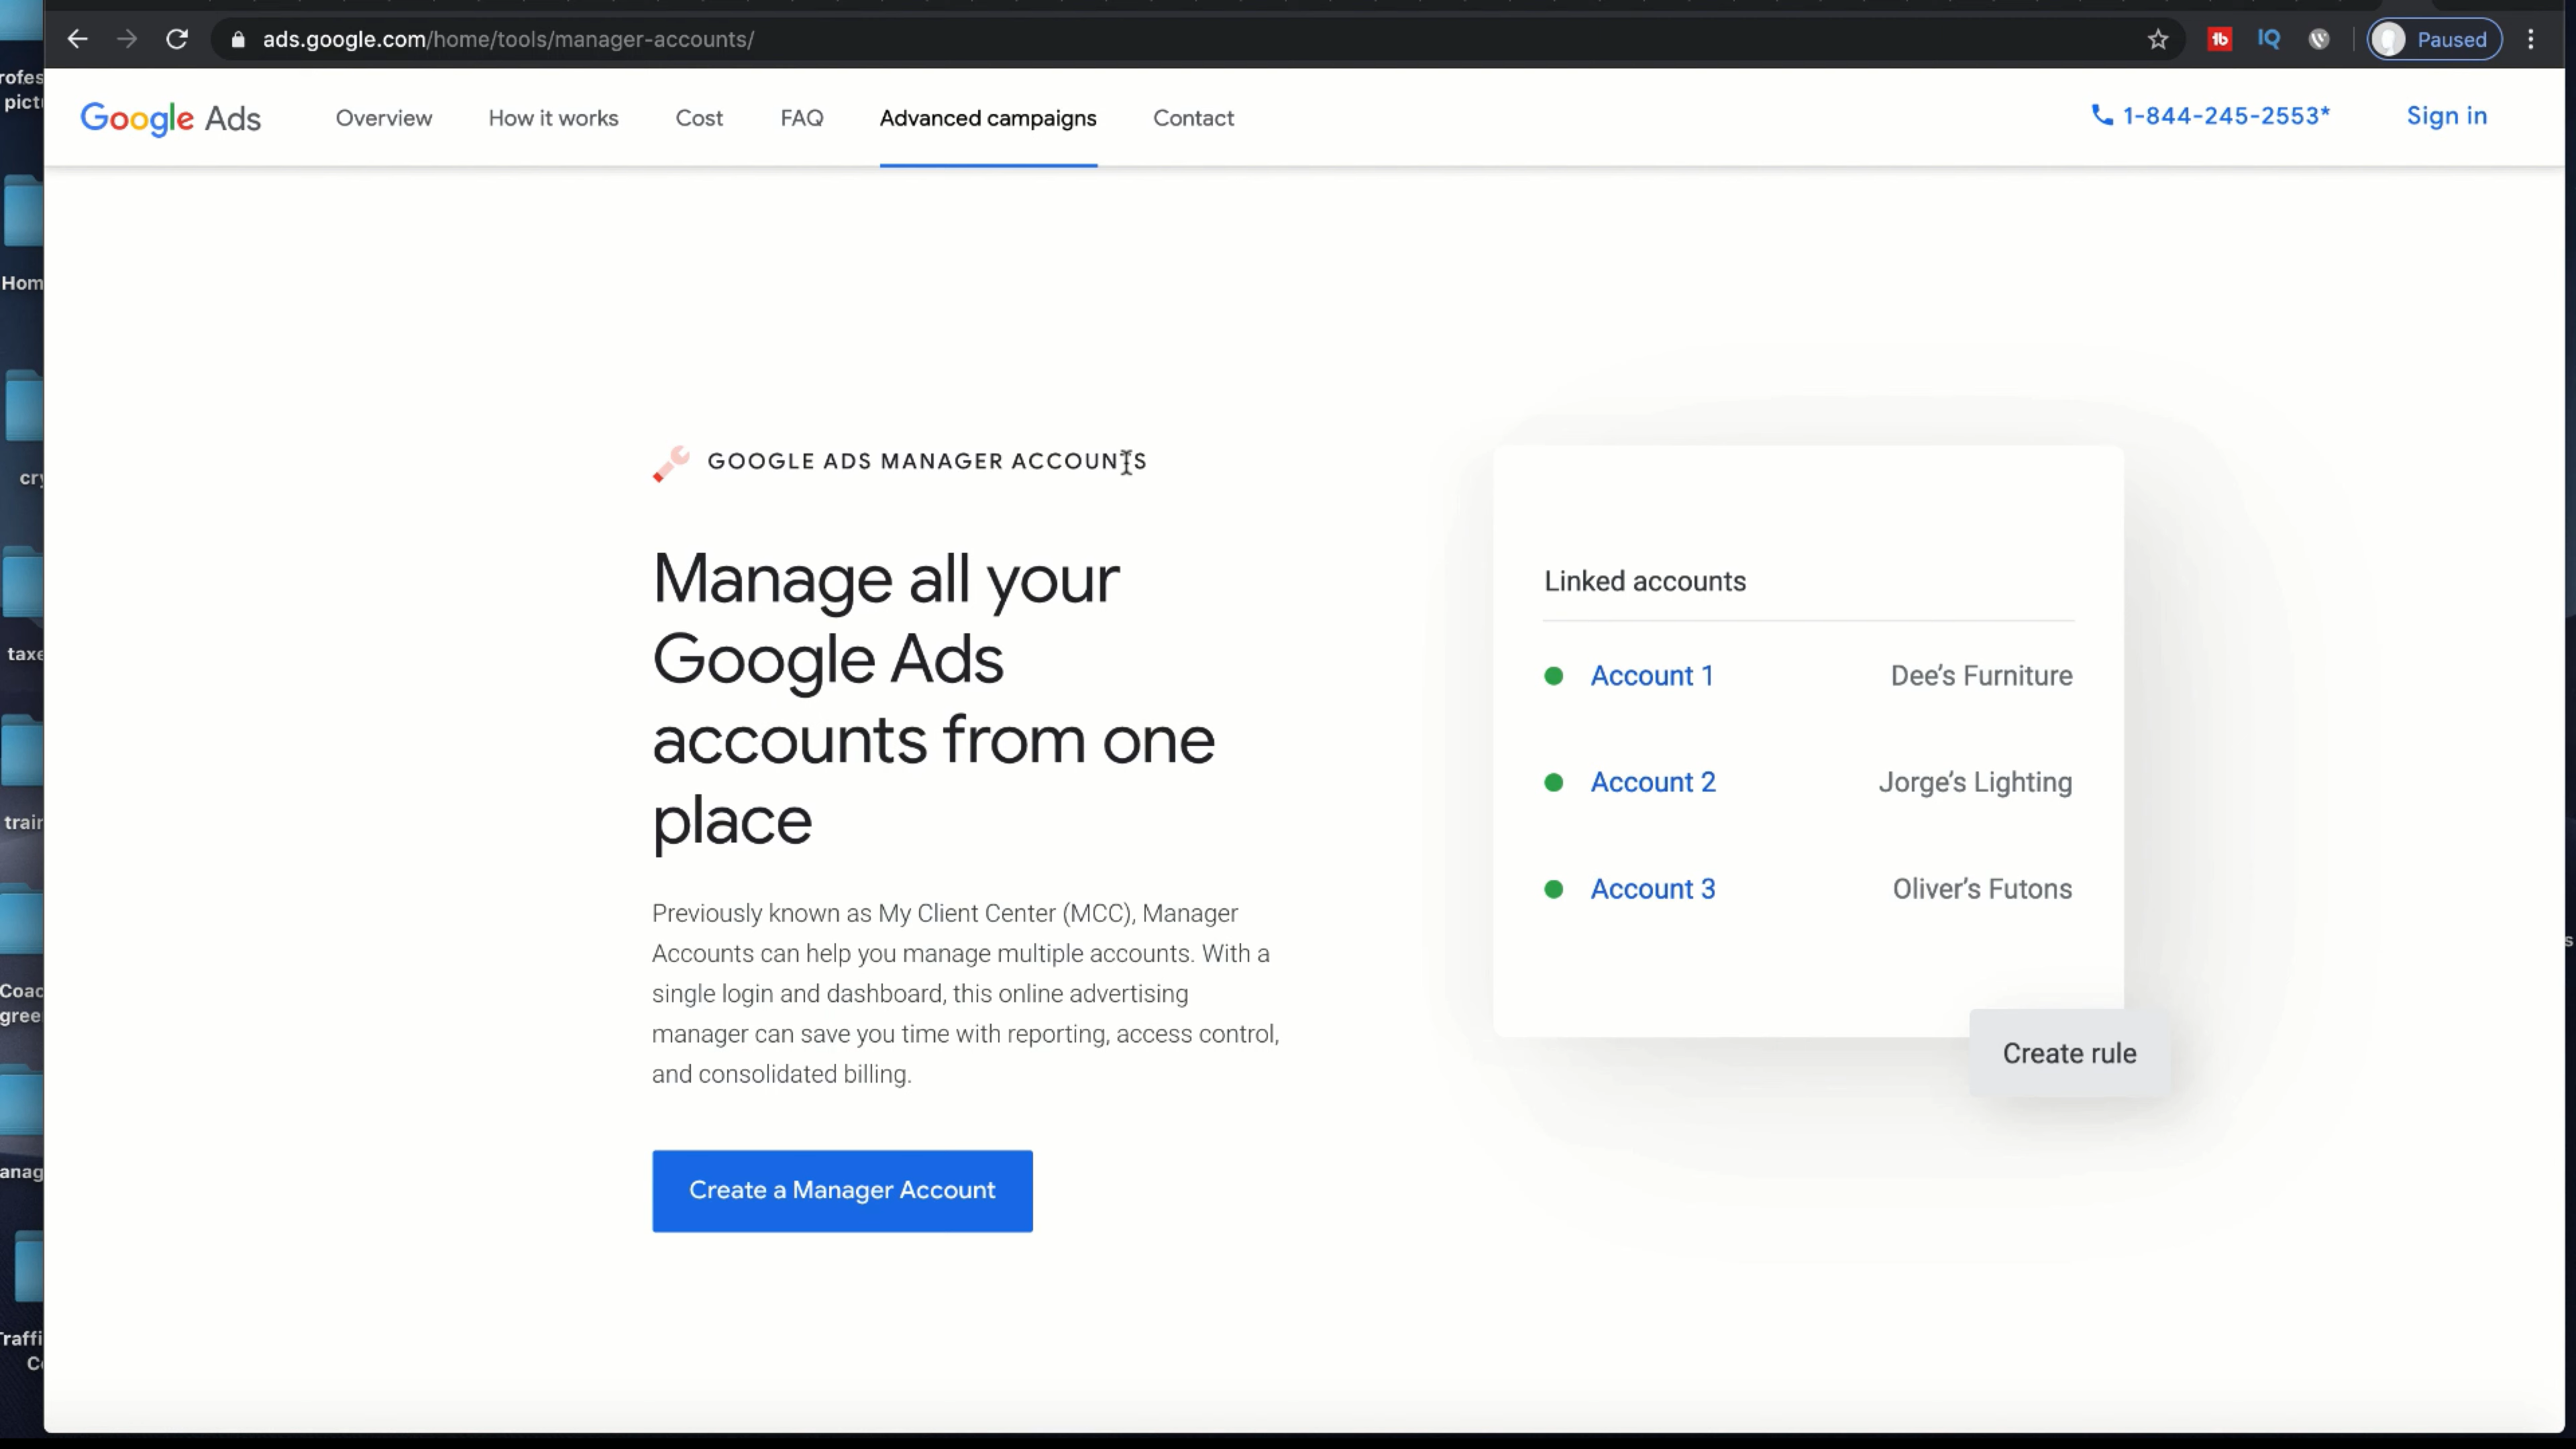 ads.google.com/home/tools/manager-accounts/
Paused
Google Ads
Overview
How it works
Cost
FAQ
Advanced campaigns
Contact
1-844-245-2553*
Sign in
GOOGLE ADS MANAGER ACCOUNTS
Manage all your
Google Ads
accounts from one
place
Previously known as My Client Center (MCC), Manager
Accounts can help you manage multiple accounts. With a
single login and dashboard, this online advertising
manager can save you time with reporting, access control,
and consolidated billing.
Create a Manager Account
Linked accounts
Account 1 Dee’s Furniture
Account 2 Jorge’s Lighting
Account 3 Oliver’s Futons
Create rule